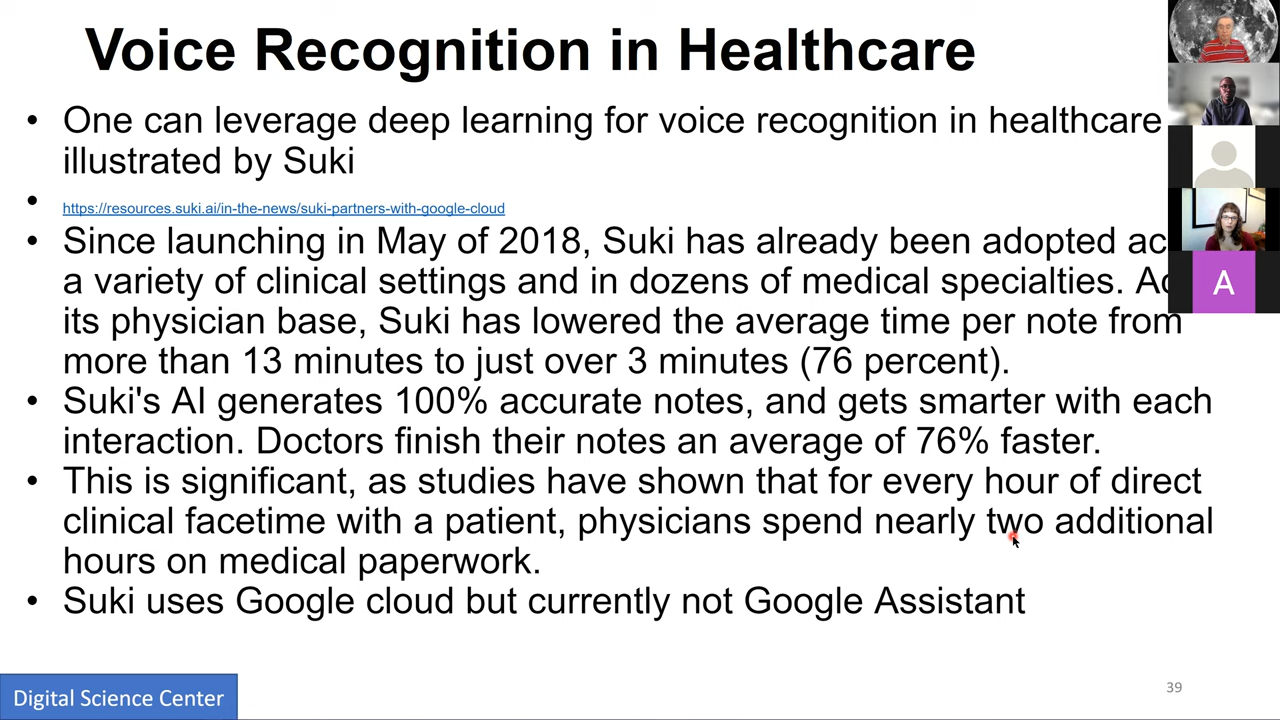 Voice Recognition in Healthcare
• One can leverage deep learning for voice recognition in healthcare
illustrated by Suki
• https://resources.suki.ai/in-the-news/suki-partners-with-google-cloud
• Since launching in May of 2018, Suki has already been adopted
a variety of clinical settings and in dozens of medical specialties.
its physician base, Suki has lowered the average time per note from
more than 13 minutes to just over 3 minutes (76 percent).
• Suki's AI generates 100% accurate notes, and gets smarter with each
interaction. Doctors finish their notes an average of 76% faster.
• This is significant, as studies have shown that for every hour of direct
clinical facetime with a patient, physicians spend nearly two additional
hours on medical paperwork.
• Suki uses Google cloud but currently not Google Assistant
Digital Science Center
39
A